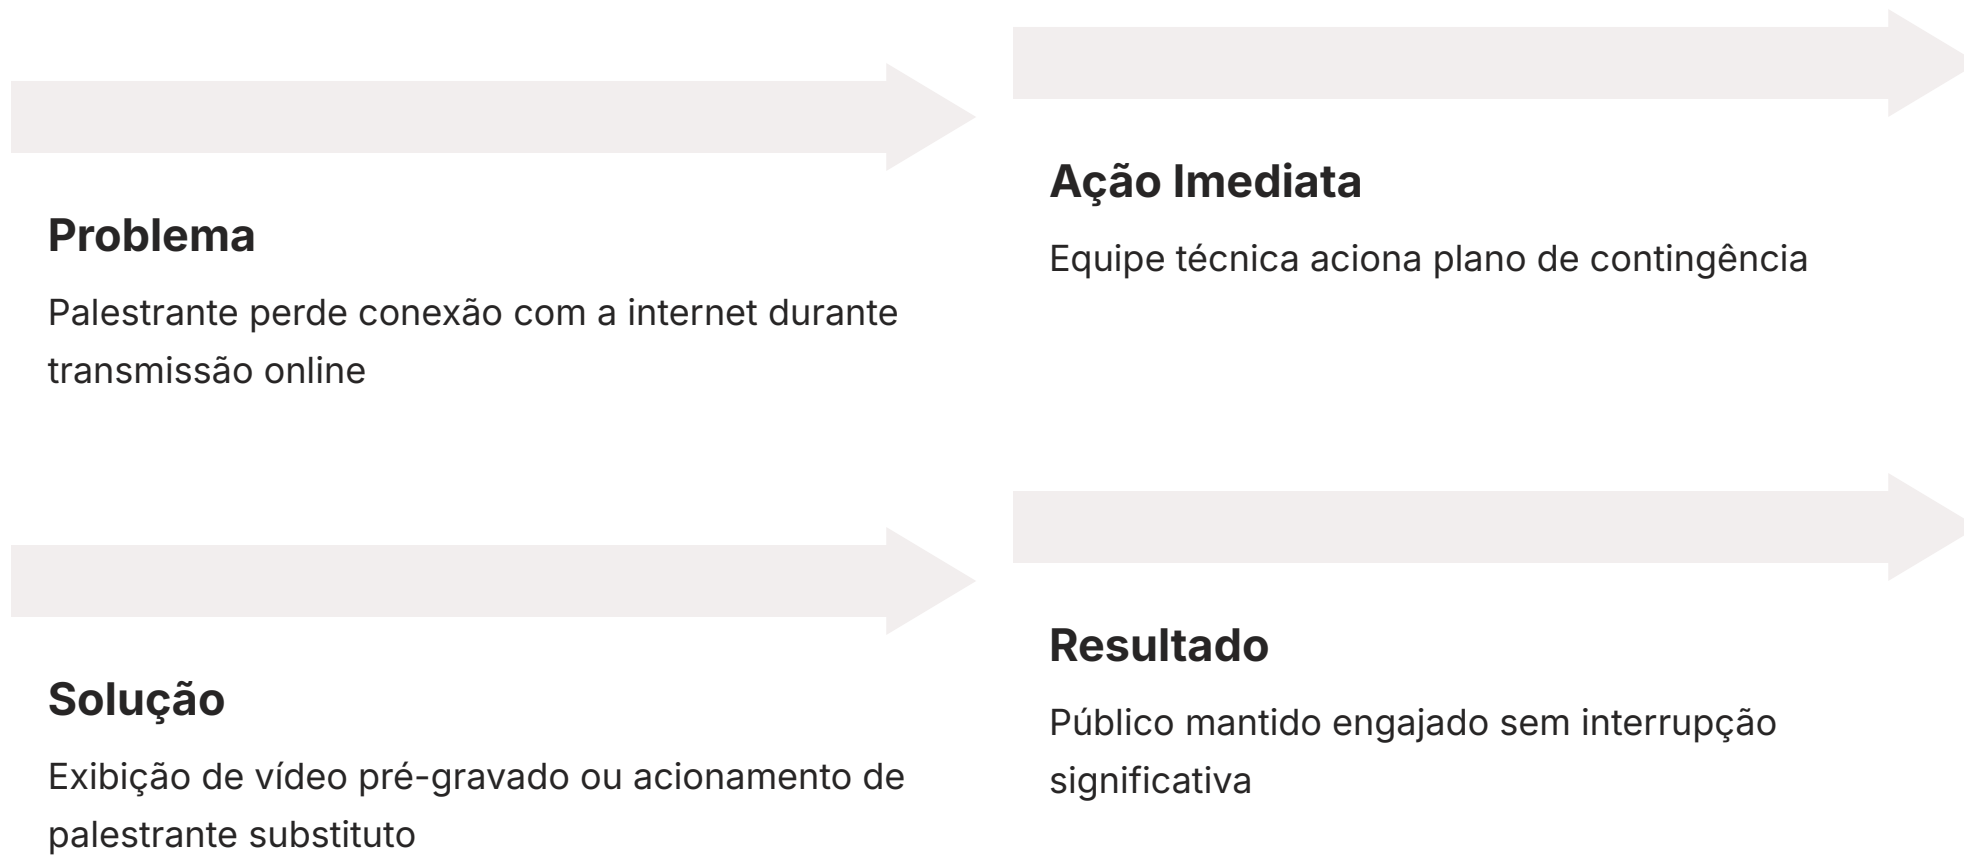 Problema
Palestrante perde conexão com a internet durante
transmissão online
Ação Imediata
Equipe técnica aciona plano de contingência
Solução
Exibição de vídeo pré-gravado ou acionamento de
palestrante substituto
Resultado
Público mantido engajado sem interrupção
significativa